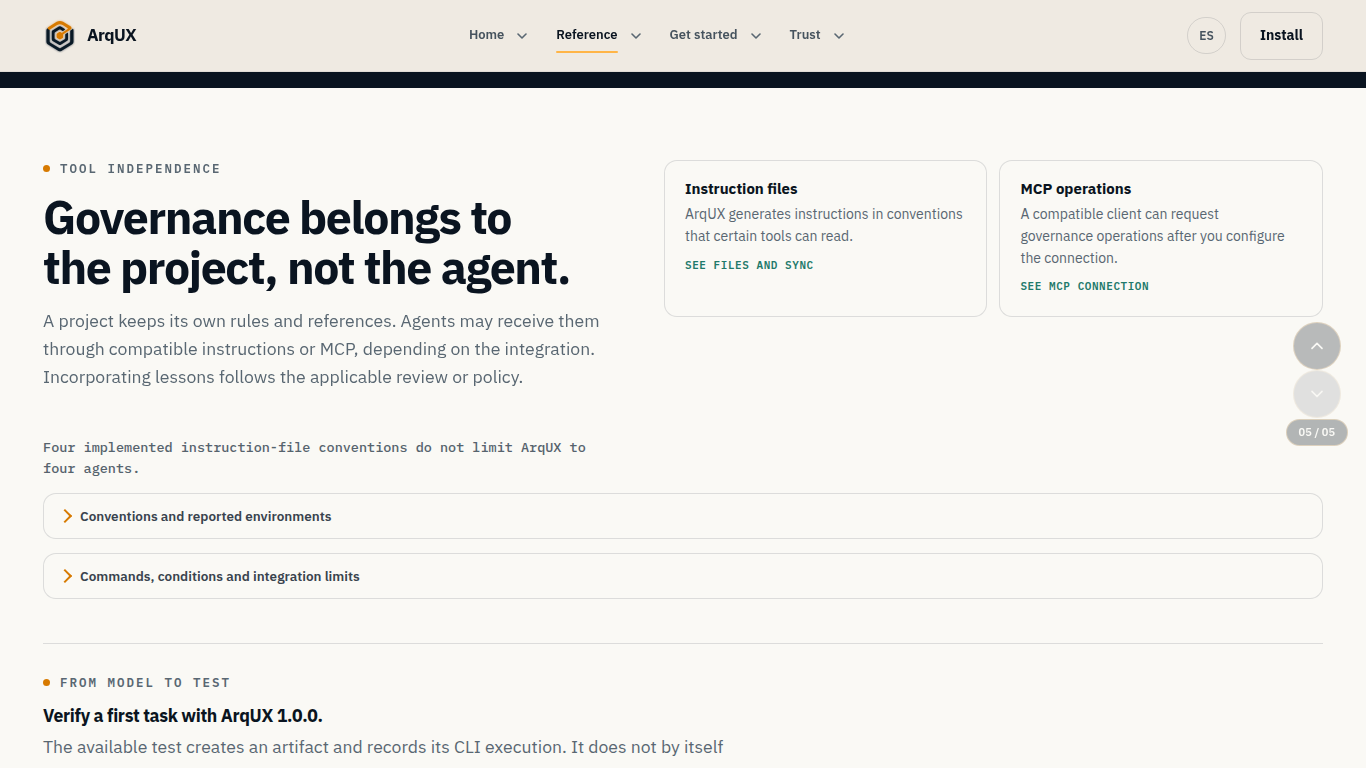 ArqUX
Home
Reference
Get started
Trust
ES
Install
TOOL INDEPENDENCE
Governance belongs to
the project, not the agent.
A project keeps its own rules and references. Agents may receive them
through compatible instructions or MCP, depending on the integration.
Incorporating lessons follows the applicable review or policy.
Instruction files
ArqUX generates instructions in conventions
that certain tools can read.
SEE FILES AND SYNC
MCP operations
A compatible client can request
governance operations after you configure
the connection.
SEE MCP CONNECTION
05 / 05
Four implemented instruction-file conventions do not limit ArqUX to
four agents.
Conventions and reported environments
Commands, conditions and integration limits
FROM MODEL TO TEST
Verify a first task with ArqUX 1.0.0.
The available test creates an artifact and records its CLI execution. It does not by itself